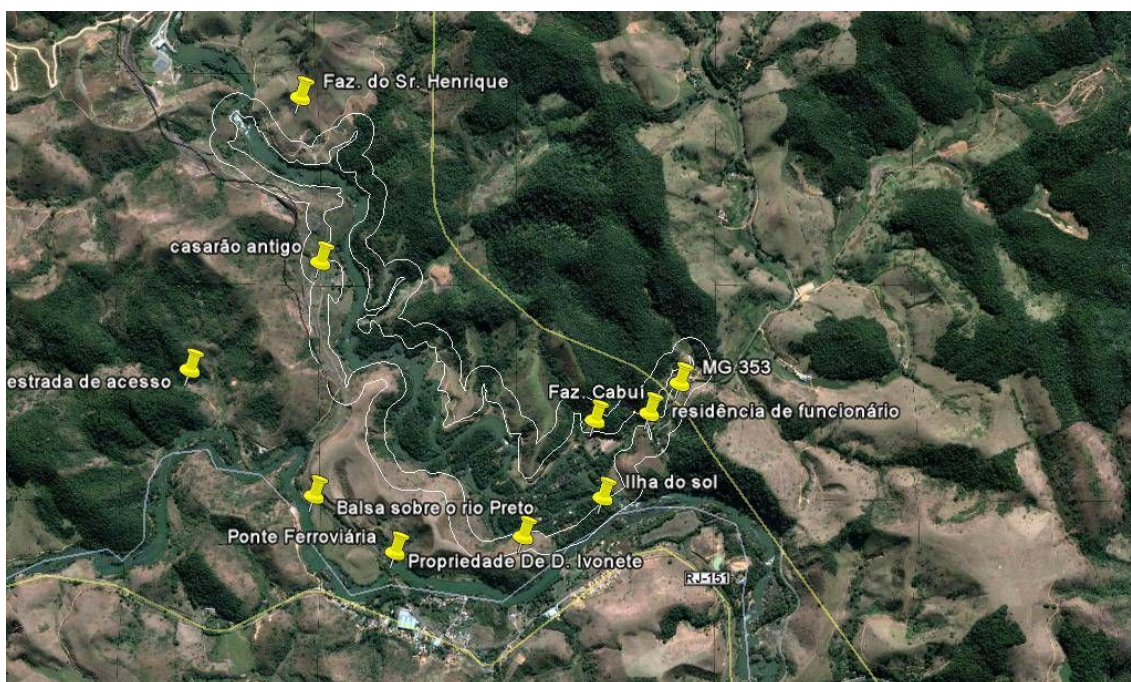 Faz. do Sr. Henrique
casarão antigo
MG 353
estrada de acesso
Faz. Cabuí
residência de funcionário
Ilha do sol
Balsa sobre o rio Preto
Ponte Ferroviária
Propriedade De D. Ivonete
RJ-151